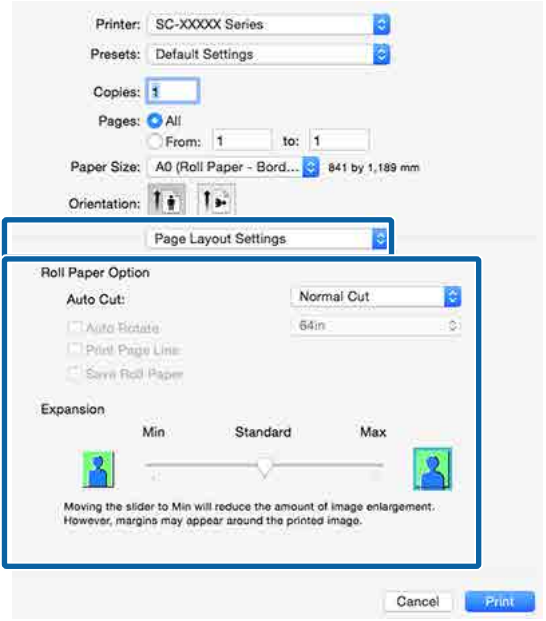 Printer: SC-XXXXX Series
Presets: Default Settings
Copies: 1
Pages: All
From: 1 to: 1
Paper Size: A0 (Roll Paper - Bord... 841 by 1,189 mm
Orientation:
Page Layout Settings
Roll Paper Option
Auto Cut: Normal Cut
Auto Rotate 64in
Print Page Line
Save Roll Paper
Expansion
Min Standard Max
Moving the slider to Min will reduce the amount of image enlargement.
However, margins may appear around the printed image.
Cancel Print